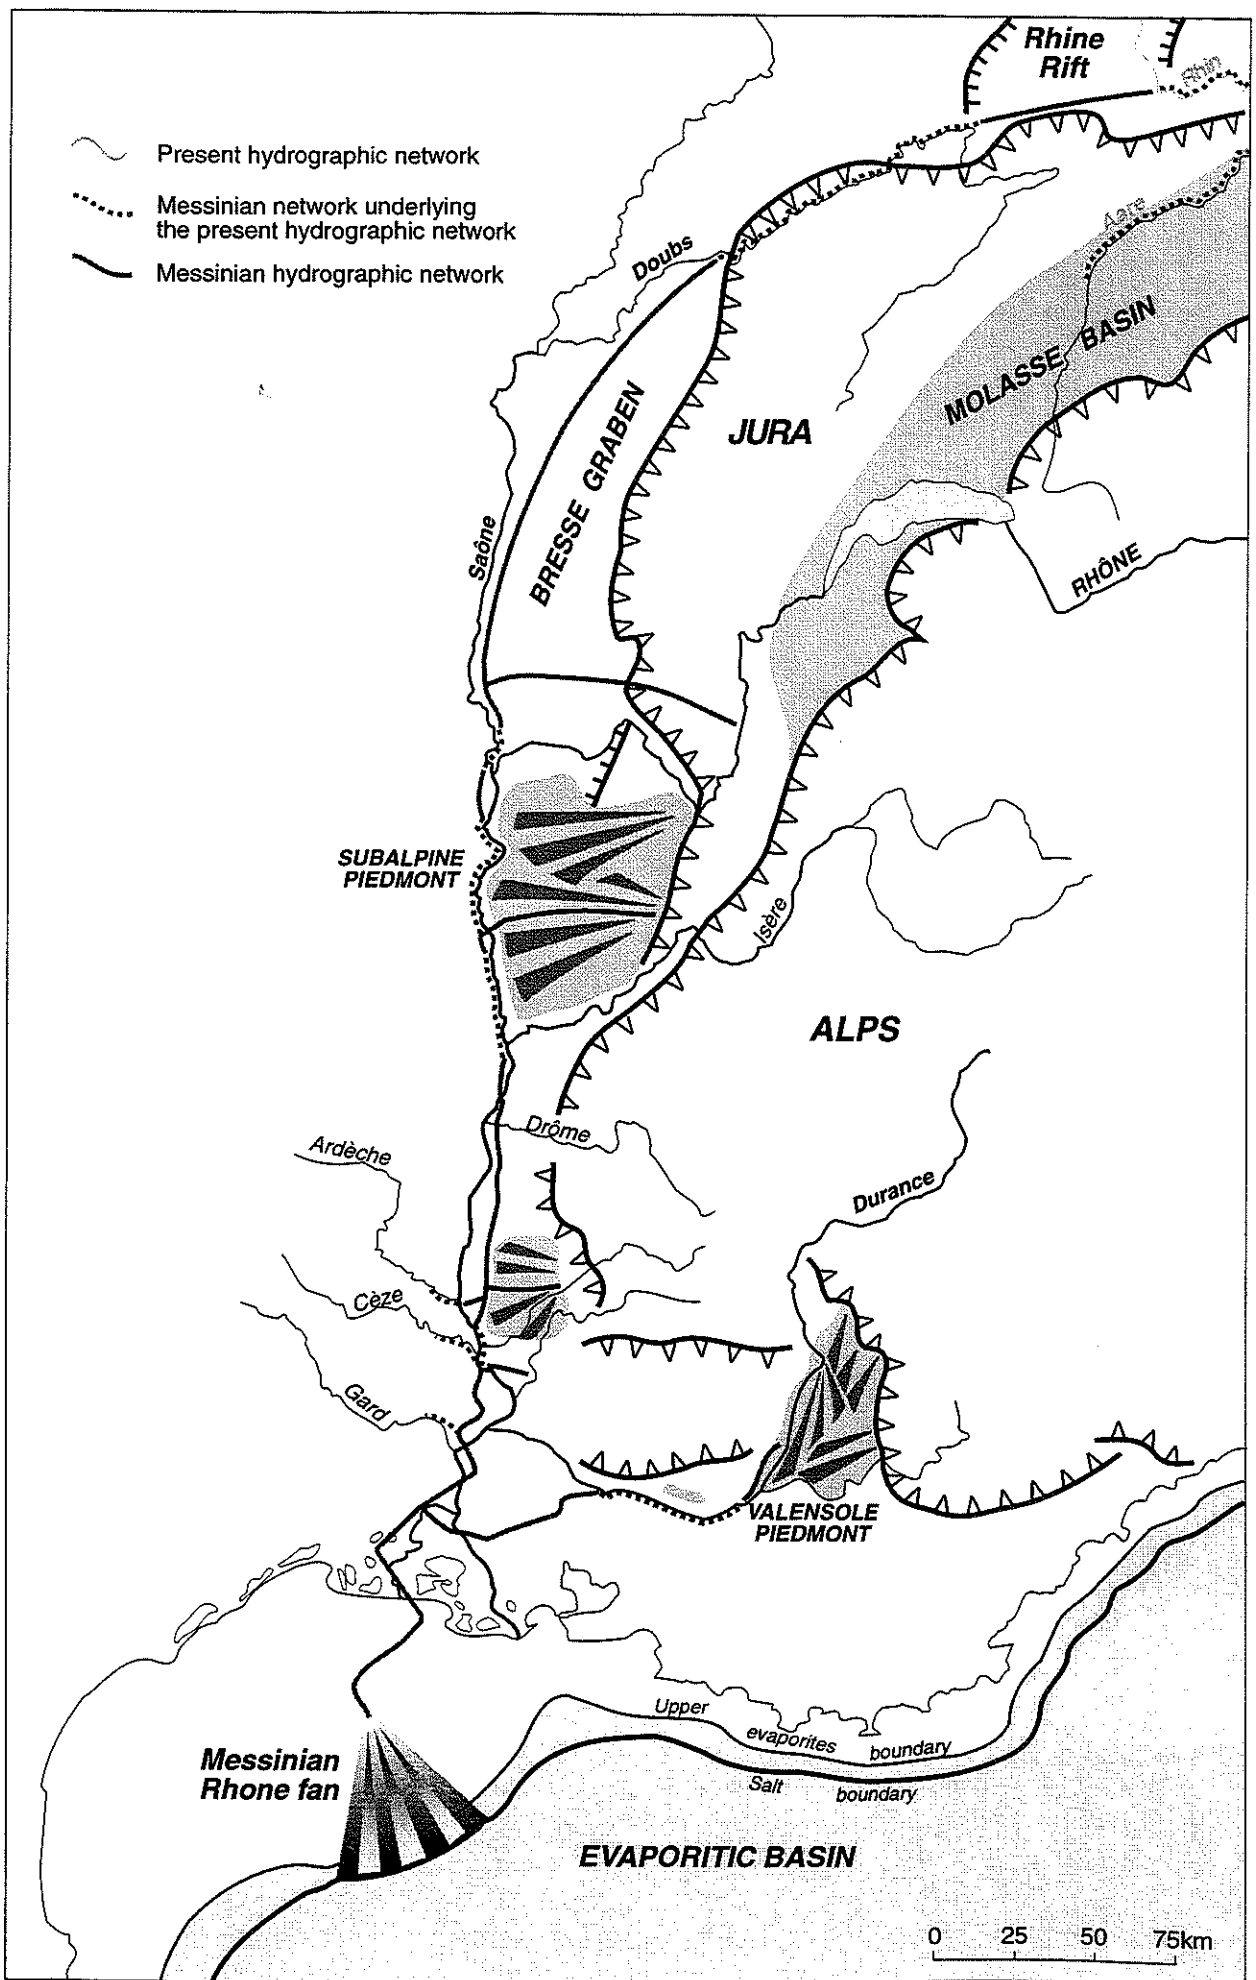 Rhine
Rift
Rhin
Present hydrographic network
Messinian network underlying
the present hydrographic network
Messinian hydrographic network
Aare
Doubs
MOLASSE BASIN
BRESSE GRABEN
JURA
Saône
RHÔNE
SUBALPINE
PIEDMONT
Isère
ALPS
Drôme
Ardèche
Durance
Cèze
Gard
VALENSOLE
PIEDMONT
Upper evaporites boundary
Salt boundary
Messinian
Rhone fan
EVAPORITIC BASIN
0 25 50 75km